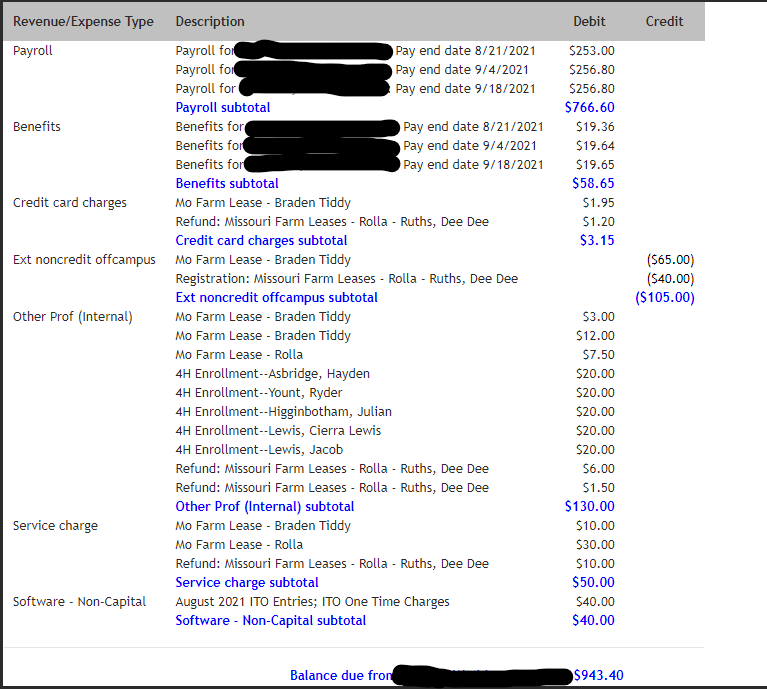 Revenue/Expense Type Description Debit Credit
Payroll Payroll for Pay end date 8/21/2021 $253.00
Payroll for Pay end date 9/4/2021 $256.80
Payroll for Pay end date 9/18/2021 $256.80
Payroll subtotal $766.60
Benefits Benefits for Pay end date 8/21/2021 $19.36
Benefits for Pay end date 9/4/2021 $19.64
Benefits for Pay end date 9/18/2021 $19.65
Benefits subtotal $58.65
Credit card charges Mo Farm Lease - Braden Tiddy $1.95
Refund: Missouri Farm Leases - Rolla - Ruths, Dee Dee $1.20
Credit card charges subtotal $3.15
Ext noncredit offcampus Mo Farm Lease - Braden Tiddy ($65.00)
Registration: Missouri Farm Leases - Rolla - Ruths, Dee Dee ($40.00)
Ext noncredit offcampus subtotal ($105.00)
Other Prof (Internal) Mo Farm Lease - Braden Tiddy $3.00
Mo Farm Lease - Braden Tiddy $12.00
Mo Farm Lease - Rolla $7.50
4H Enrollment--Asbridge, Hayden $20.00
4H Enrollment--Yount, Ryder $20.00
4H Enrollment--Higginbotham, Julian $20.00
4H Enrollment--Lewis, Cierra Lewis $20.00
4H Enrollment--Lewis, Jacob $20.00
Refund: Missouri Farm Leases - Rolla - Ruths, Dee Dee $6.00
Refund: Missouri Farm Leases - Rolla - Ruths, Dee Dee $1.50
Other Prof (Internal) subtotal $130.00
Service charge Mo Farm Lease - Braden Tiddy $10.00
Mo Farm Lease - Rolla $30.00
Refund: Missouri Farm Leases - Rolla - Ruths, Dee Dee $10.00
Service charge subtotal $50.00
Software - Non-Capital August 2021 ITO Entries; ITO One Time Charges $40.00
Software - Non-Capital subtotal $40.00
Balance due from $943.40